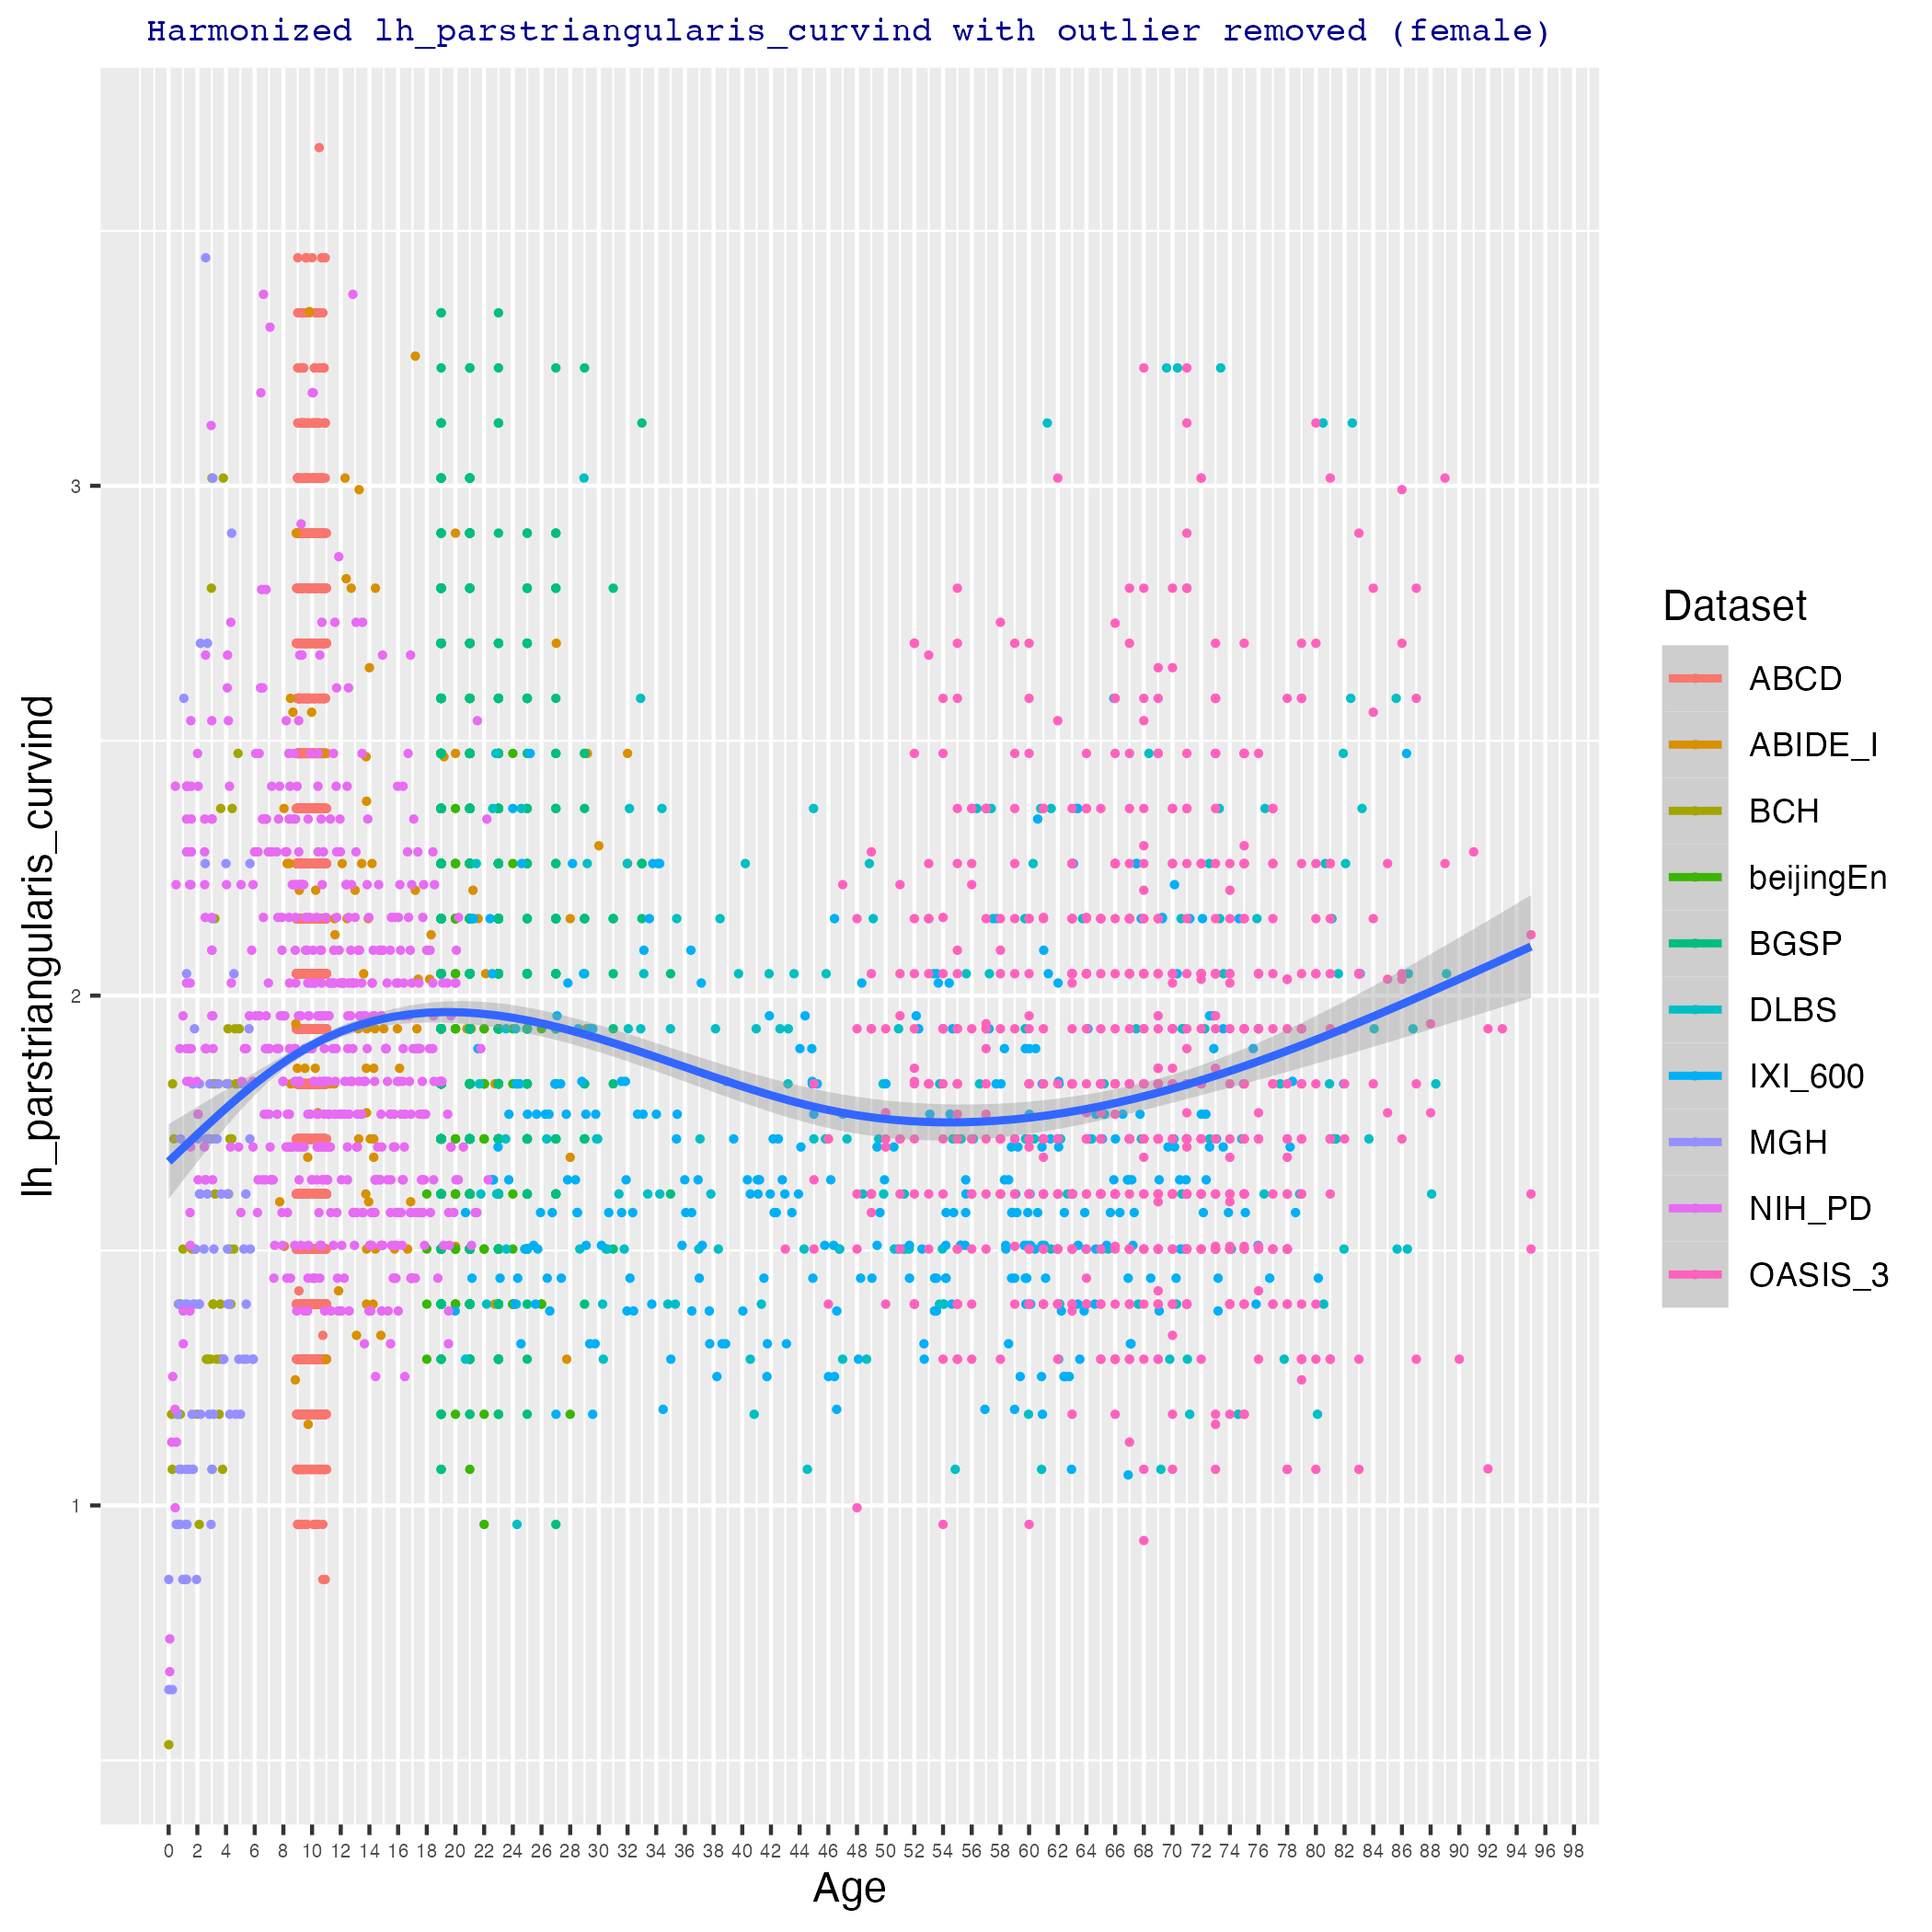 Harmonized lh_parstriangularis_curvind with outlier removed (female)
lh_parstriangularis_curvind
3
2
1
0 2 4 6 8 10 12 14 16 18 20 22 24 26 28 30 32 34 36 38 40 42 44 46 48 50 52 54 56 58 60 62 64 66 68 70 72 74 76 78 80 82 84 86 88 90 92 94 96 98
Age
Dataset
ABCD
ABIDE_I
BCH
beijingEn
BGSP
DLBS
IXI_600
MGH
NIH_PD
OASIS_3